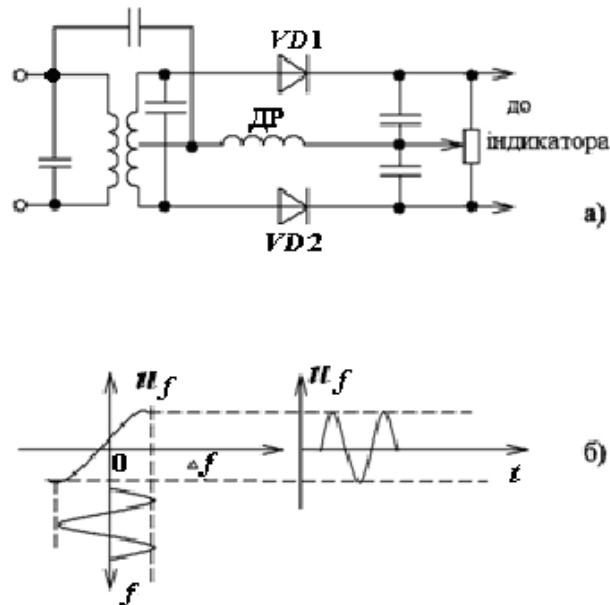 VD1
ДР
до
індикатора
VD2
а)
u_f
u_f
0
△f
t
б)
f